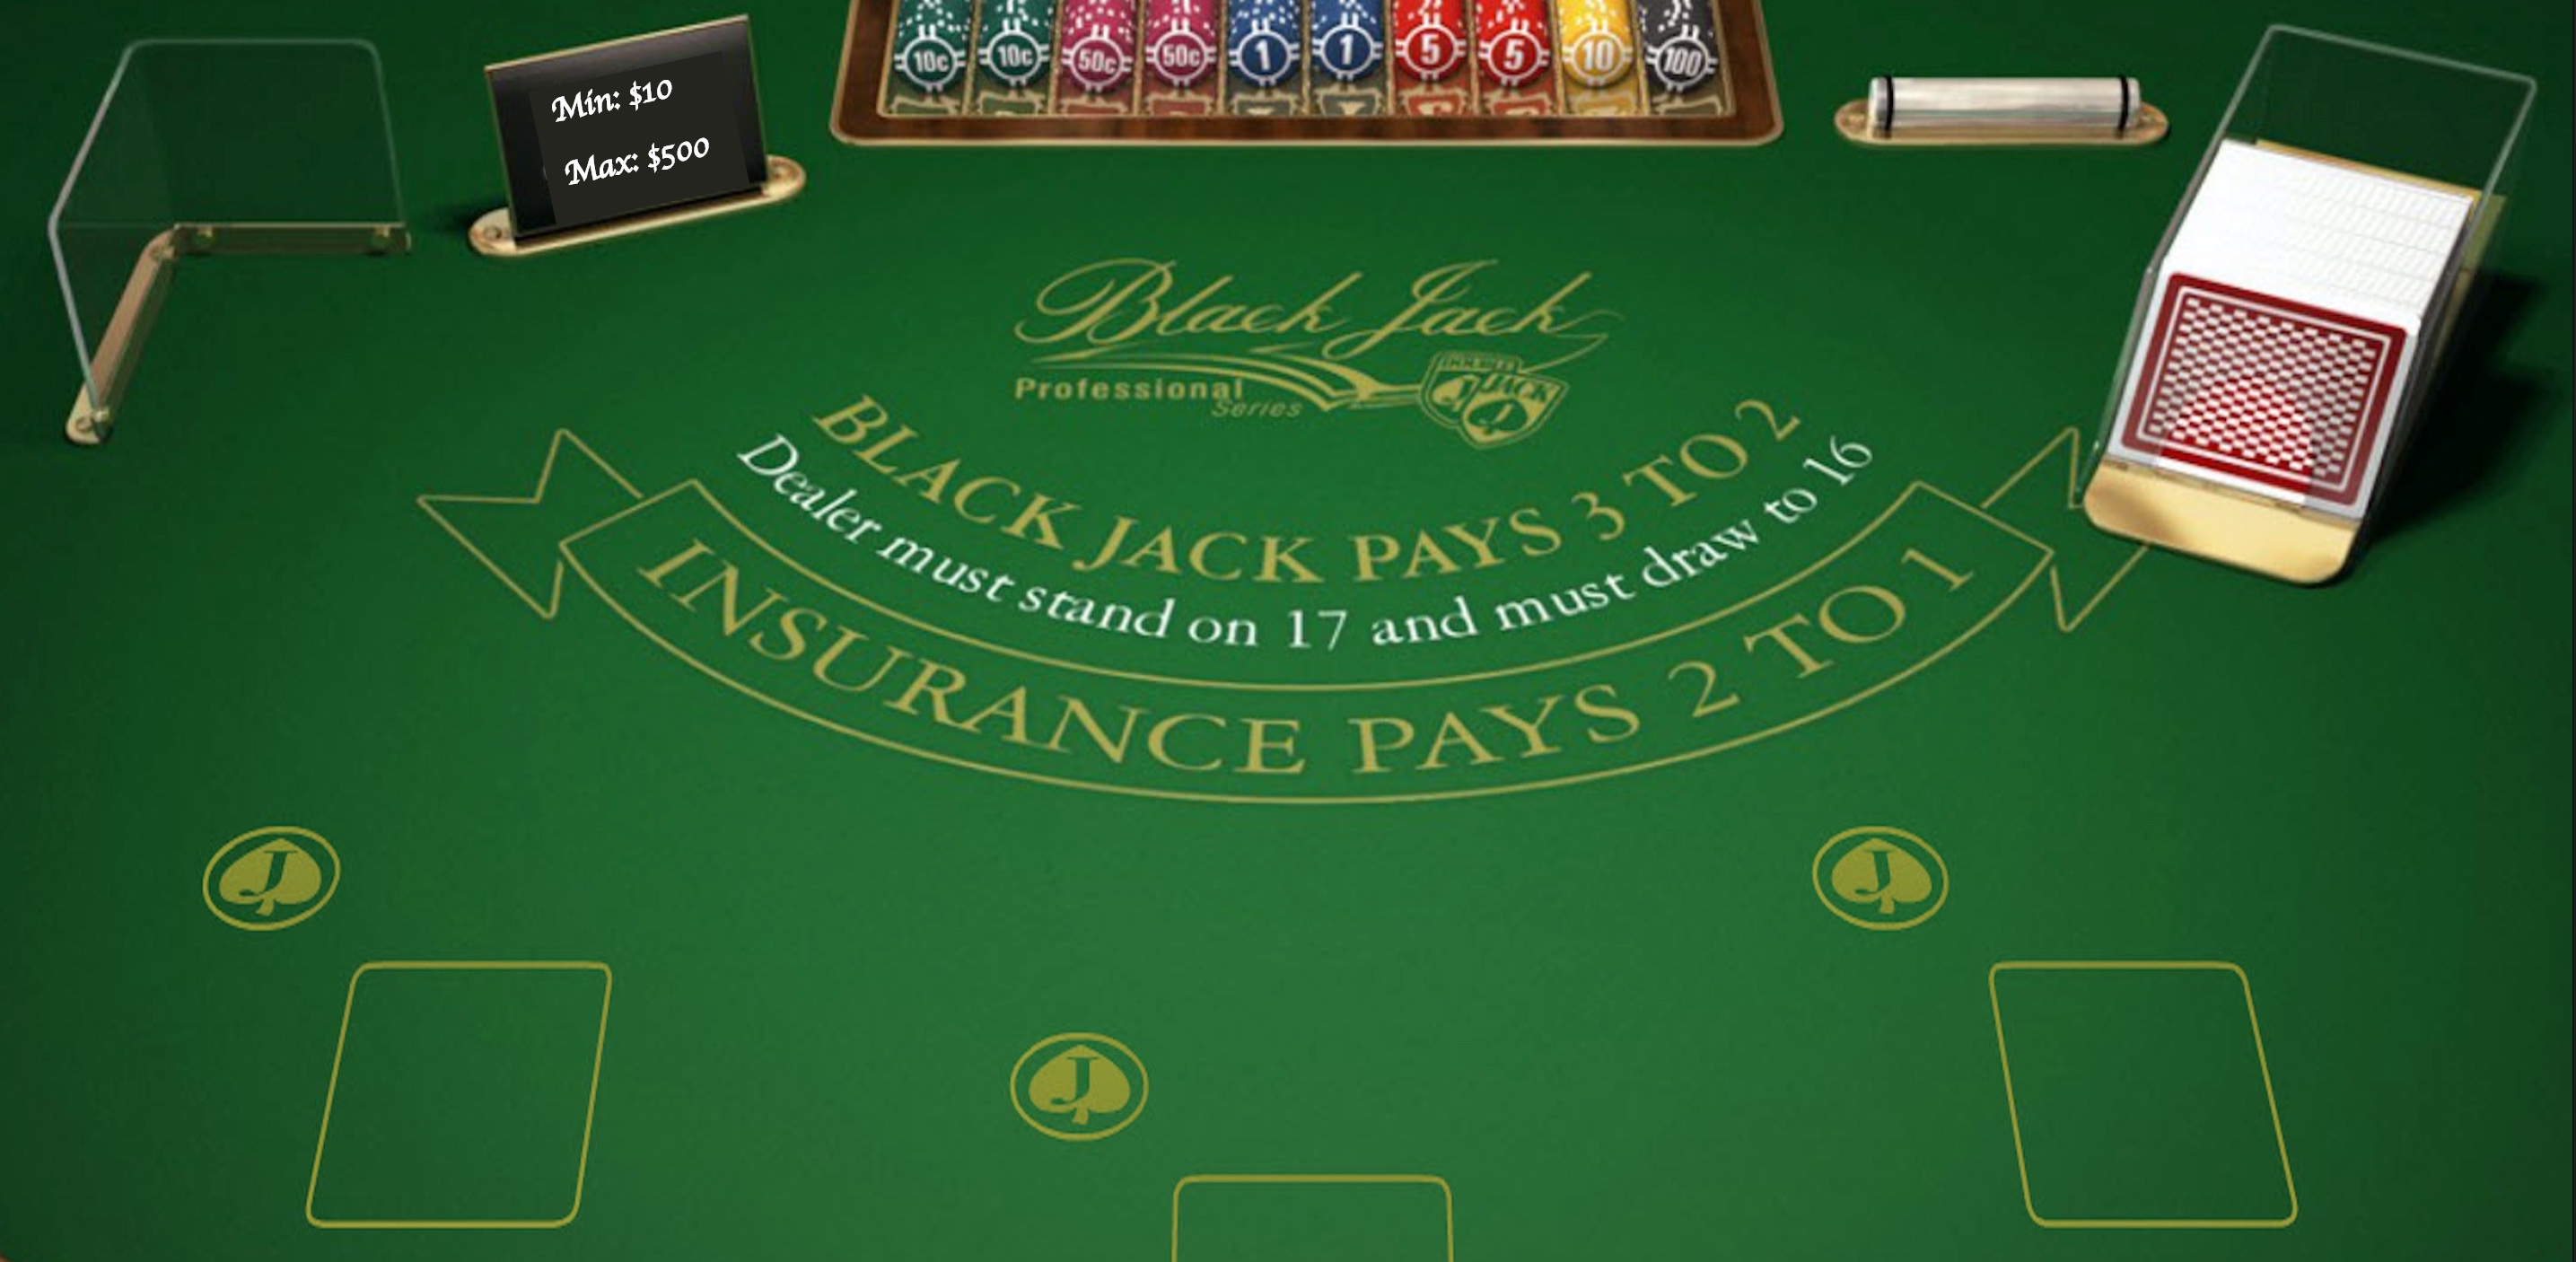 10c 10c 50c 50c 1 1 5 5 10 100
Min: $10
Max: $500
Black Jack
Professional
Series
JACK
J J
BLACK JACK PAYS 3 TO 2
Dealer must stand on 17 and must draw to 16
INSURANCE PAYS 2 TO 1
J
J
J